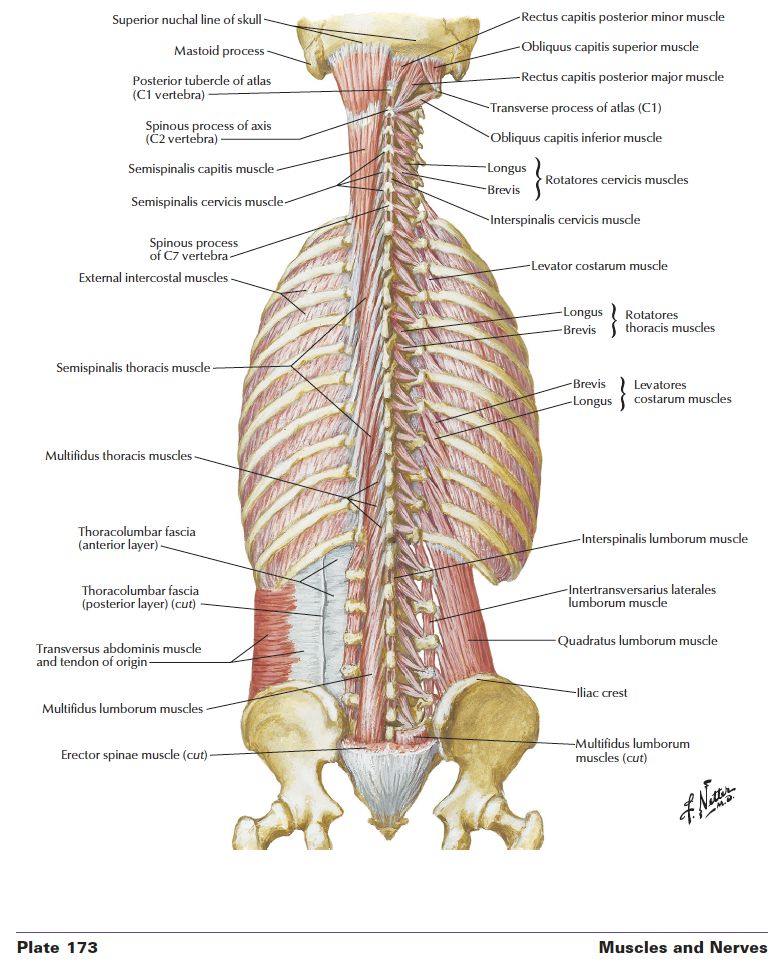 Superior nuchal line of skull
Mastoid process
Posterior tubercle of atlas
(C1 vertebra)
Spinous process of axis
(C2 vertebra)
Semispinalis capitis muscle
Semispinalis cervicis muscle
Spinous process
of C7 vertebra
External intercostal muscles
Semispinalis thoracis muscle
Multifidus thoracis muscles
Thoracolumbar fascia
(anterior layer)
Thoracolumbar fascia
(posterior layer) (cut)
Transversus abdominis muscle
and tendon of origin
Multifidus lumborum muscles
Erector spinae muscle (cut)
Rectus capitis posterior minor muscle
Obliquus capitis superior muscle
Rectus capitis posterior major muscle
Transverse process of atlas (C1)
Obliquus capitis inferior muscle
Longus
Brevis
Rotatores cervicis muscles
Interspinalis cervicis muscle
Levator costarum muscle
Longus
Brevis
Rotatores
thoracis muscles
Brevis
Longus
Levatores
costarum muscles
Interspinalis lumborum muscle
Intertransversarius laterales
lumborum muscle
Quadratus lumborum muscle
Iliac crest
Multifidus lumborum
muscles (cut)
F. Netter
M.D.
Plate 173
Muscles and Nerves